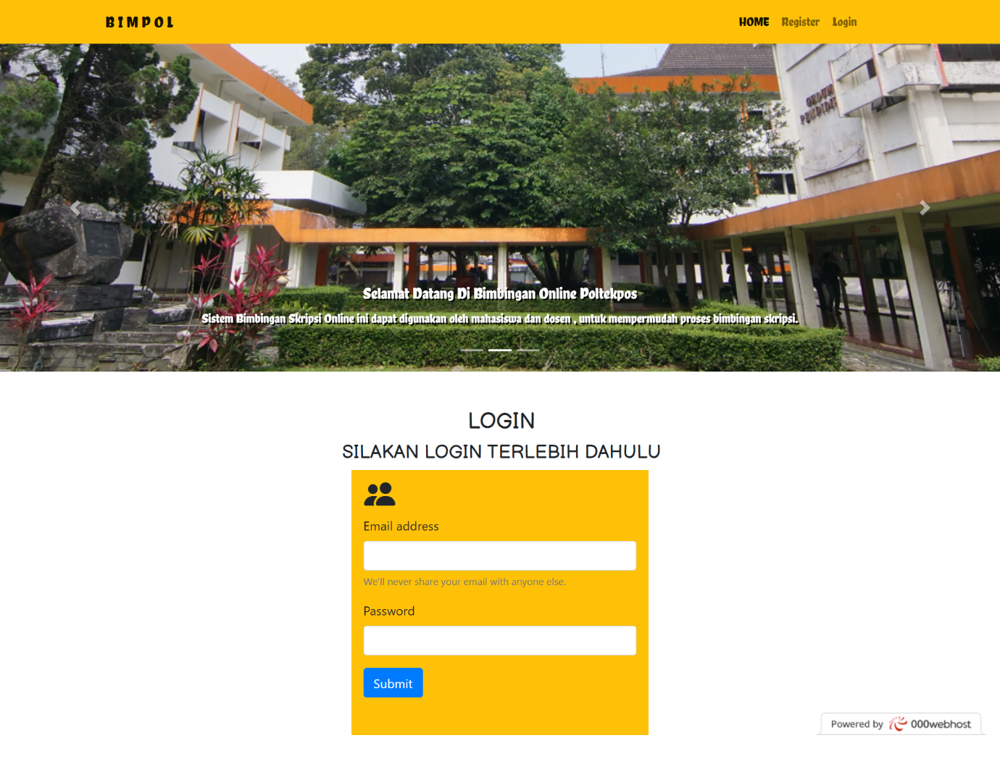 BIMPOL
HOME Register Login
GEDUNG
PENDIDI
Selamat Datang Di Bimbingan Online Poltekpos
Sistem Bimbingan Skripsi Online ini dapat digunakan oleh mahasiswa dan dosen , untuk mempermudah proses bimbingan skripsi.
LOGIN
SILAKAN LOGIN TERLEBIH DAHULU
Email address
We'll never share your email with anyone else.
Password
Submit
Powered by 000webhost